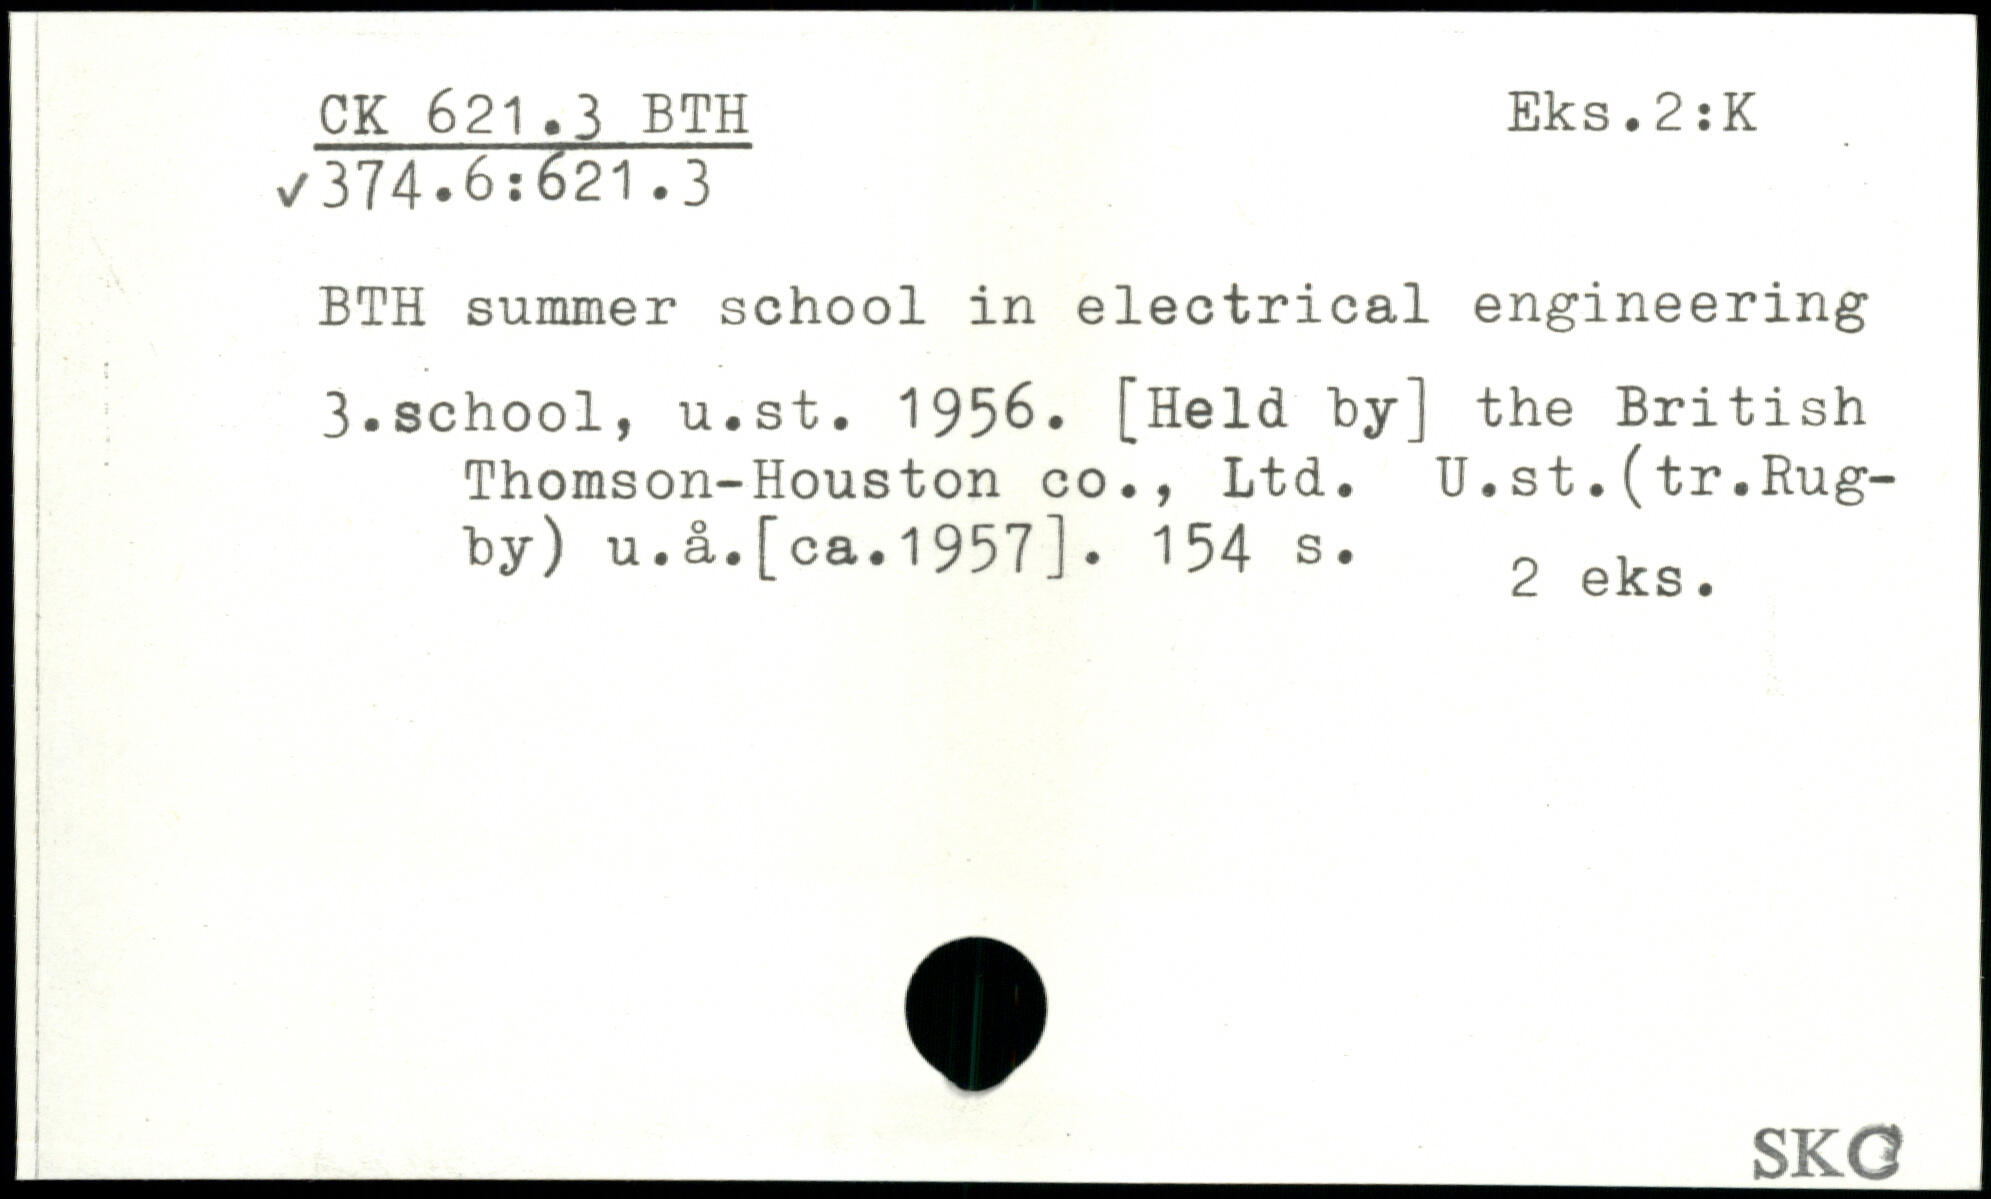 CK 621.3 BTH
Eks.2:K
✓374.6:621.3
BTH summer school in electrical engineering
3.school, u.st. 1956. [Held by] the British
Thomson-Houston co., Ltd. U.st.(tr.Rug-
by) u.å.[ca.1957]. 154 s.
2 eks.